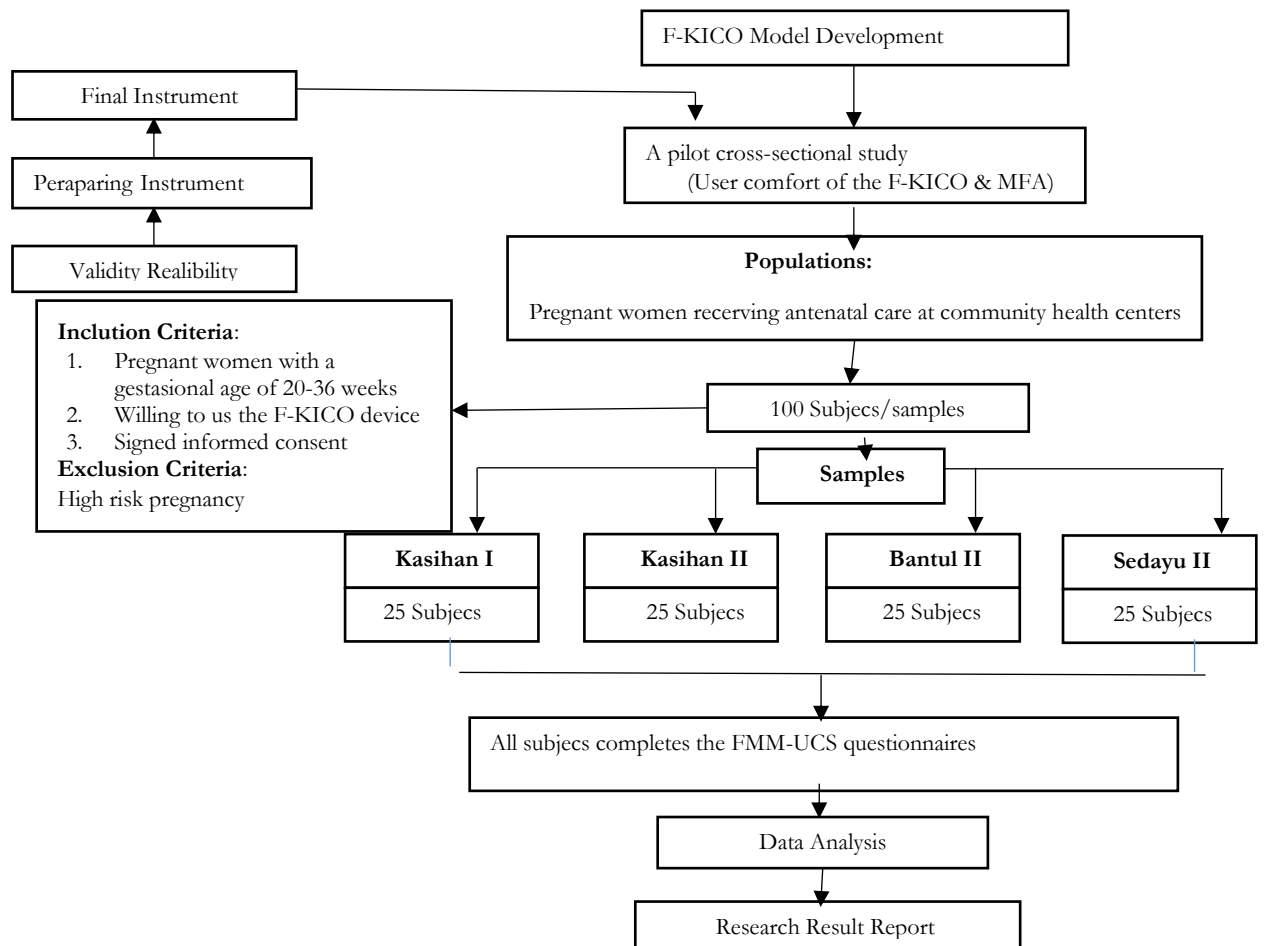 F-KICO Model Development
Final Instrument
A pilot cross-sectional study
(User comfort of the F-KICO & MFA)
Peraparing Instrument
Validity Realibility
Populations:
Pregnant women recerving antenatal care at community health centers
Inclution Criteria:
1. Pregnant women with a
gestasional age of 20-36 weeks
2. Willing to us the F-KICO device
3. Signed informed consent
Exclusion Criteria:
High risk pregnancy
100 Subjecs/samples
Samples
Kasihan I
25 Subjecs
Kasihan II
25 Subjecs
Bantul II
25 Subjecs
Sedayu II
25 Subjecs
All subjecs completes the FMM-UCS questionnaires
Data Analysis
Research Result Report